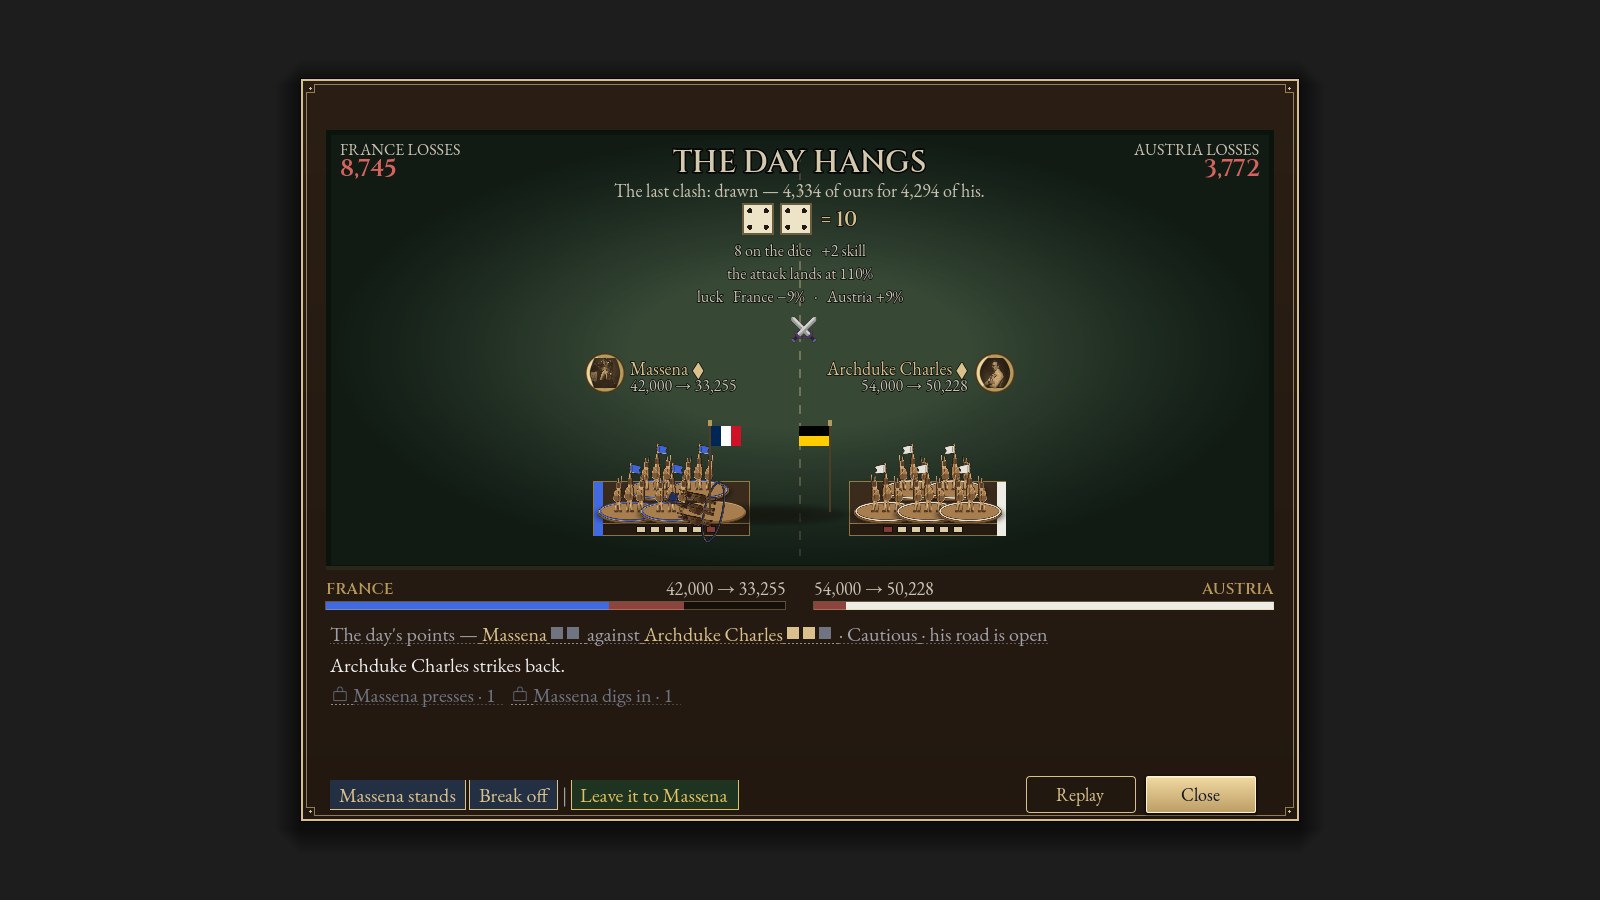 FRANCE LOSSES
8,745
THE DAY HANGS
AUSTRIA LOSSES
3,772
The last clash: drawn — 4,334 of ours for 4,294 of his.
= 10
8 on the dice +2 skill
the attack lands at 110%
luck France −9% · Austria +9%
Massena
42,000 → 33,255
Archduke Charles
54,000 → 50,228
FRANCE
42,000 → 33,255
54,000 → 50,228
AUSTRIA
The day's points — Massena against Archduke Charles · Cautious · his road is open
Archduke Charles strikes back.
Massena presses · 1 Massena digs in · 1
Massena stands
Break off
|
Leave it to Massena
Replay
Close